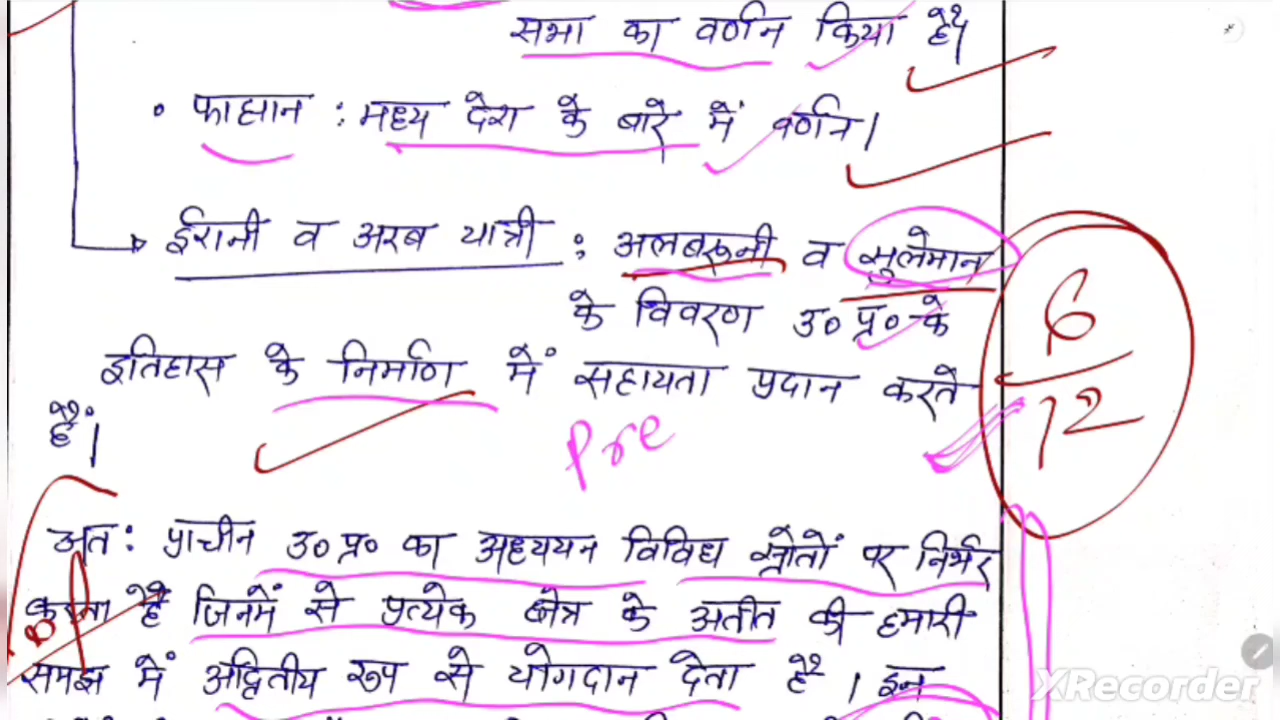 सभा का वर्णन किया है।
• फाह्यान : मध्य देश के बारे में वर्णन।
ईरानी व अरब यात्री : अलबरूनी व सुलेमान
के विवरण उ० प्र० के
इतिहास के निर्माण में सहायता प्रदान करते
हैं।
6/12
Pre
अतः प्राचीन उ० प्र० का अध्ययन विविध स्त्रोतों पर निर्भर
करता है जिनमें से प्रत्येक क्षेत्र के अतीत की हमारी
समझ में अद्वितीय रूप से योगदान देता है। इन
XRecorder